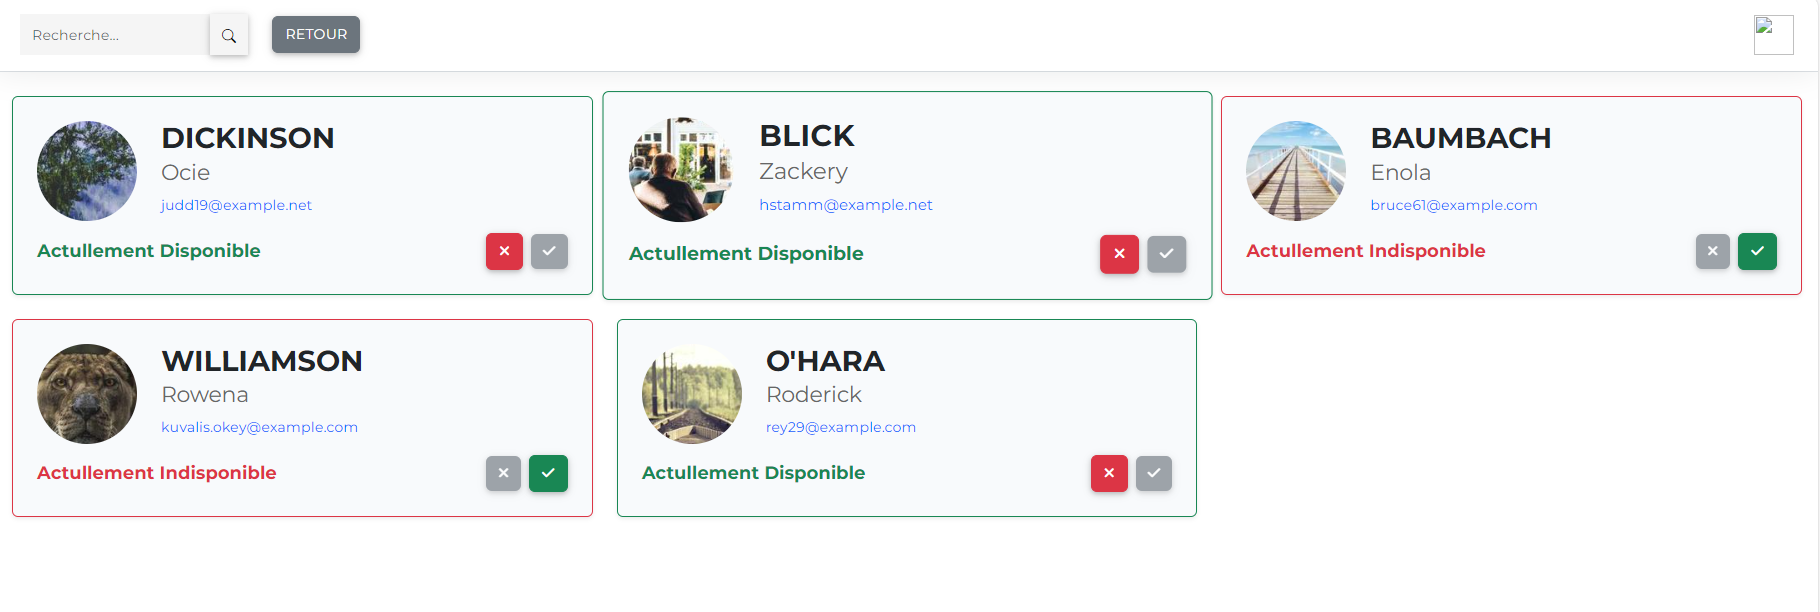 Recherche...
RETOUR
DICKINSON
Ocie
judd19@example.net
Actullement Disponible
BLICK
Zackery
hstamm@example.net
Actullement Disponible
BAUMBACH
Enola
bruce61@example.com
Actullement Indisponible
WILLIAMSON
Rowena
kuvalis.okey@example.com
Actullement Indisponible
O'HARA
Roderick
rey29@example.com
Actullement Disponible